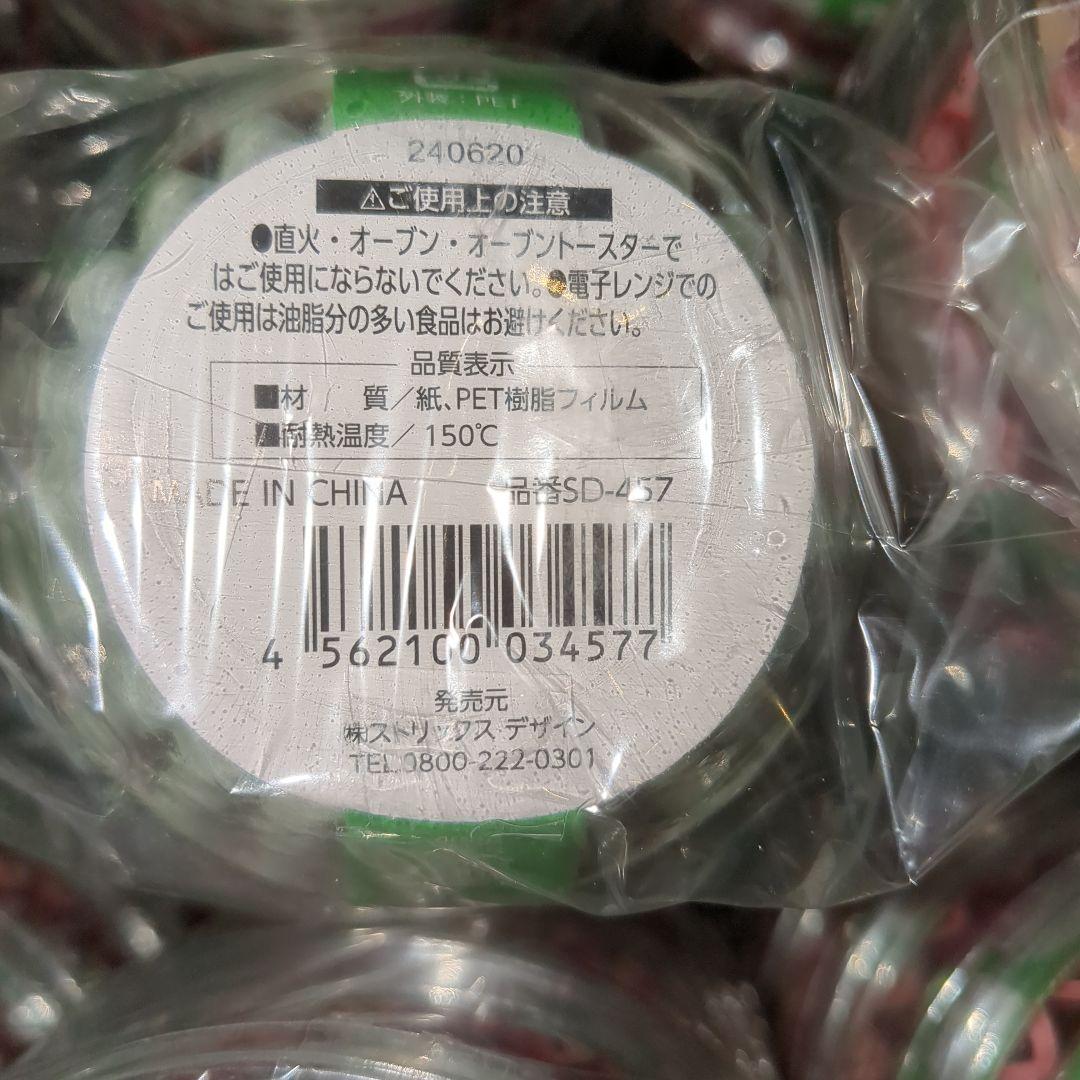 外装：PET
240620
⚠ご使用上の注意
●直火・オーブン・オーブントースターで
はご使用にならないでください。●電子レンジでの
ご使用は油脂分の多い食品はお避けください。
品質表示
■材　　質／紙、PET樹脂フィルム
■耐熱温度／150℃
MADE IN CHINA　　品番SD-457
4 562100 034577
発売元
㈱ストリックス デザイン
TEL.0800-222-0301